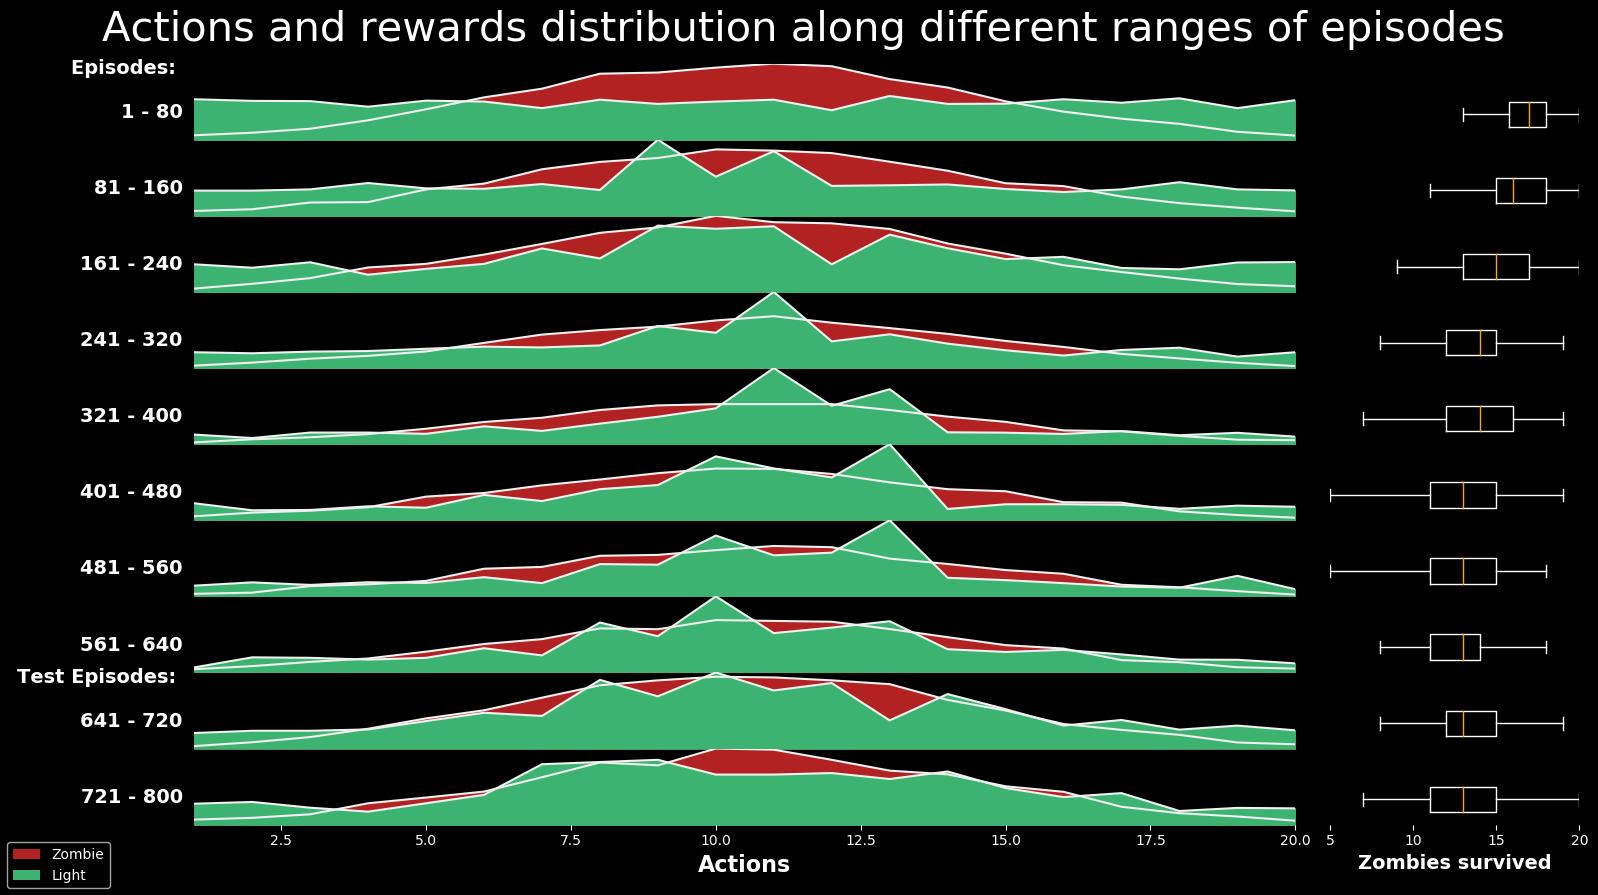 Actions and rewards distribution along different ranges of episodes
Episodes:
1 - 80
81 - 160
161 - 240
241 - 320
321 - 400
401 - 480
481 - 560
561 - 640
Test Episodes:
641 - 720
721 - 800
2.5 5.0 7.5 10.0 12.5 15.0 17.5 20.0 5 10 15 20
Actions
Zombies survived
Zombie
Light